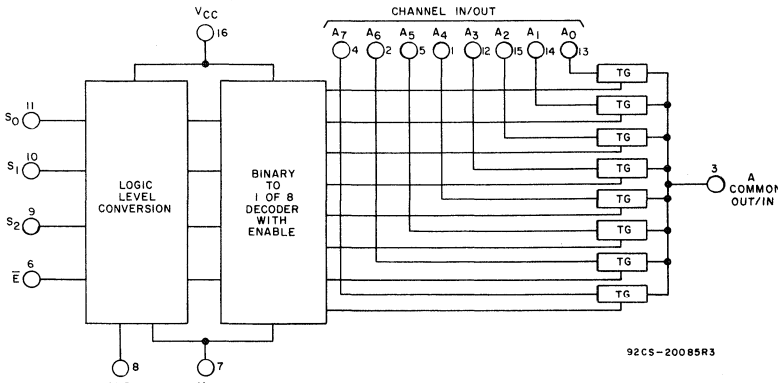 CHANNEL IN/OUT
VCC
16
A7 A6 A5 A4 A3 A2 A1 A0
4 2 5 1 12 15 14 13
TG
TG
TG
TG
TG
TG
TG
TG
S0 11
S1 10
S2 9
E̅ 6
LOGIC
LEVEL
CONVERSION
BINARY
TO
1 OF 8
DECODER
WITH
ENABLE
3
A
COMMON
OUT/IN
8
7
92CS-20085R3